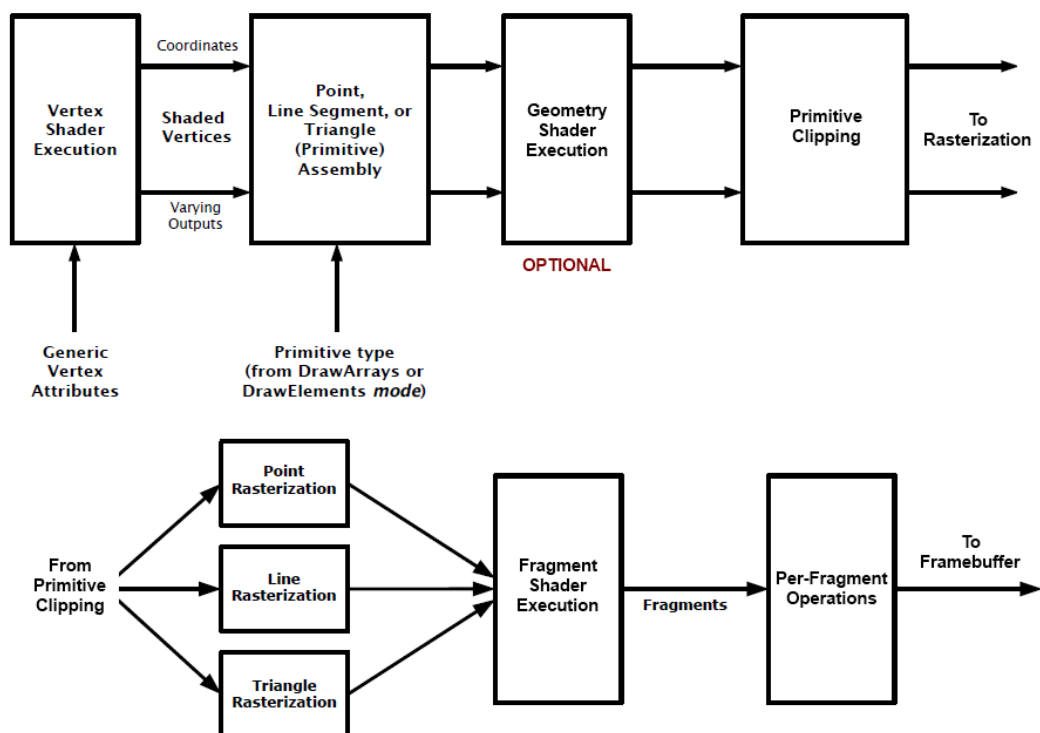 Vertex
Shader
Execution
Coordinates
Shaded
Vertices
Varying
Outputs
Point,
Line Segment, or
Triangle
(Primitive)
Assembly
Geometry
Shader
Execution
OPTIONAL
Primitive
Clipping
To
Rasterization
Generic
Vertex
Attributes
Primitive type
(from DrawArrays or
DrawElements mode)
From
Primitive
Clipping
Point
Rasterization
Line
Rasterization
Triangle
Rasterization
Fragment
Shader
Execution
Fragments
Per-Fragment
Operations
To
Framebuffer